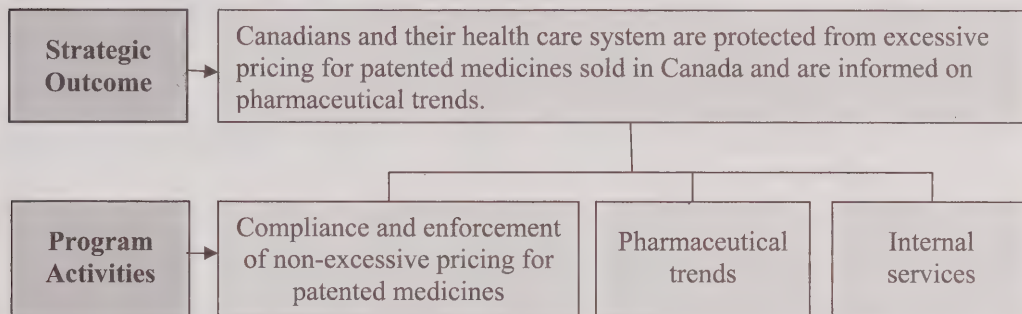 Strategic
Outcome
Canadians and their health care system are protected from excessive
pricing for patented medicines sold in Canada and are informed on
pharmaceutical trends.
Program
Activities
Compliance and enforcement
of non-excessive pricing for
patented medicines
Pharmaceutical
trends
Internal
services